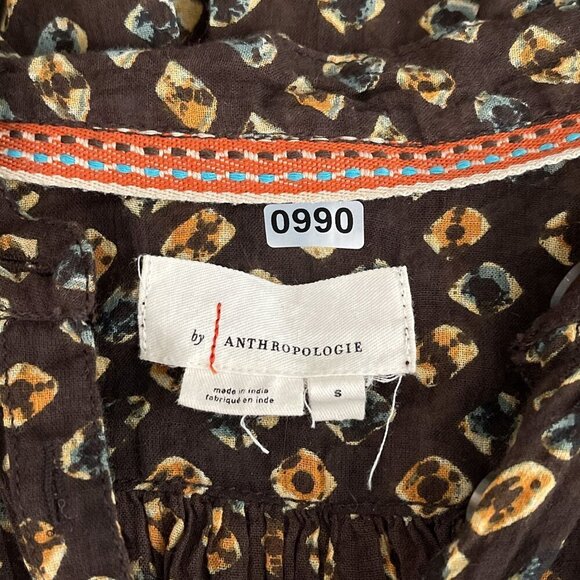 0990
by ANTHROPOLOGIE
made in india
fabriqué en inde
S